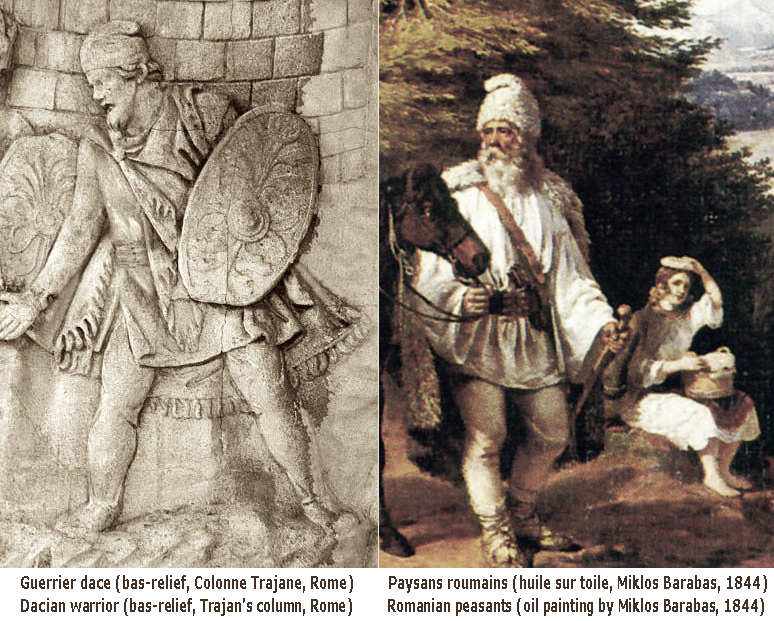 Guerrier dace (bas-relief, Colonne Trajane, Rome)
Dacian warrior (bas-relief, Trajan's column, Rome)
Paysans roumains (huile sur toile, Miklos Barabas, 1844)
Romanian peasants (oil painting by Miklos Barabas, 1844)